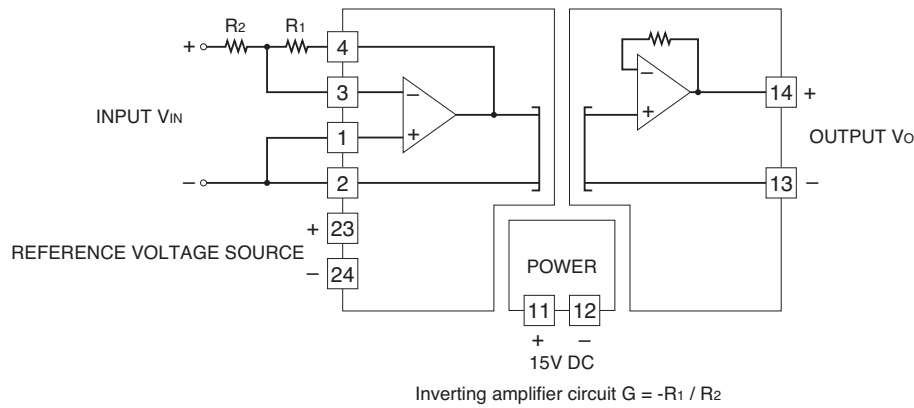 R2 R1
+ 4
3 −
INPUT VIN
1 +
− 2
+ 23
REFERENCE VOLTAGE SOURCE
− 24
−
+
14 +
OUTPUT VO
13 −
POWER
11 12
+ −
15V DC
Inverting amplifier circuit G = -R1 / R2